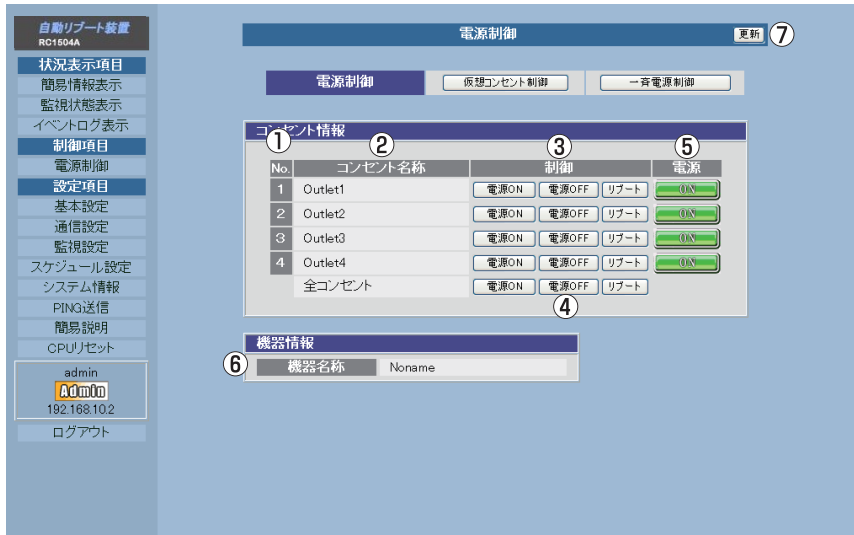 自動リブート装置
RC1504A
状況表示項目
簡易情報表示
監視状態表示
イベントログ表示
制御項目
電源制御
設定項目
基本設定
通信設定
監視設定
スケジュール設定
システム情報
PING送信
簡易説明
CPUリセット
admin
Admin
192.168.10.2
ログアウト
電源制御 更新 ⑦
電源制御 仮想コンセント制御 一斉電源制御
コンセント情報
① ② ③ ⑤
No. コンセント名称 制御 電源
1 Outlet1 電源ON 電源OFF リブート ON
2 Outlet2 電源ON 電源OFF リブート ON
3 Outlet3 電源ON 電源OFF リブート ON
4 Outlet4 電源ON 電源OFF リブート ON
全コンセント 電源ON 電源OFF リブート
④
機器情報
⑥ 機器名称 Noname